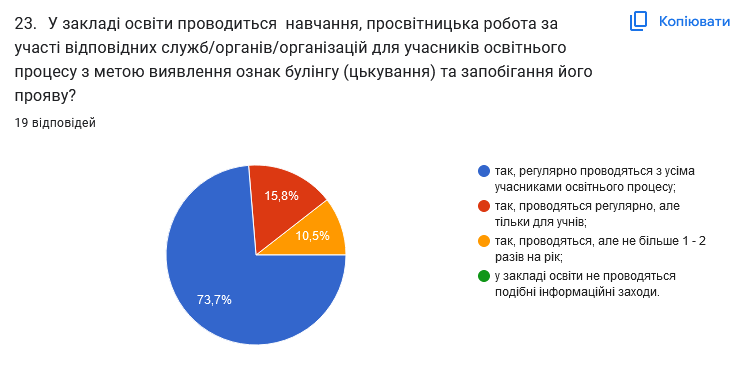 23. У закладі освіти проводиться навчання, просвітницька робота за
Копіювати
участі відповідних служб/органів/організацій для учасників освітнього
процесу з метою виявлення ознак булінгу (цькування) та запобігання його
прояву?
19 відповідей
15,8%
10,5%
73,7%
так, регулярно проводяться з усіма
учасниками освітнього процесу;
так, проводяться регулярно, але
тільки для учнів;
так, проводяться, але не більше 1 - 2
разів на рік;
у закладі освіти не проводяться
подібні інформаційні заходи.